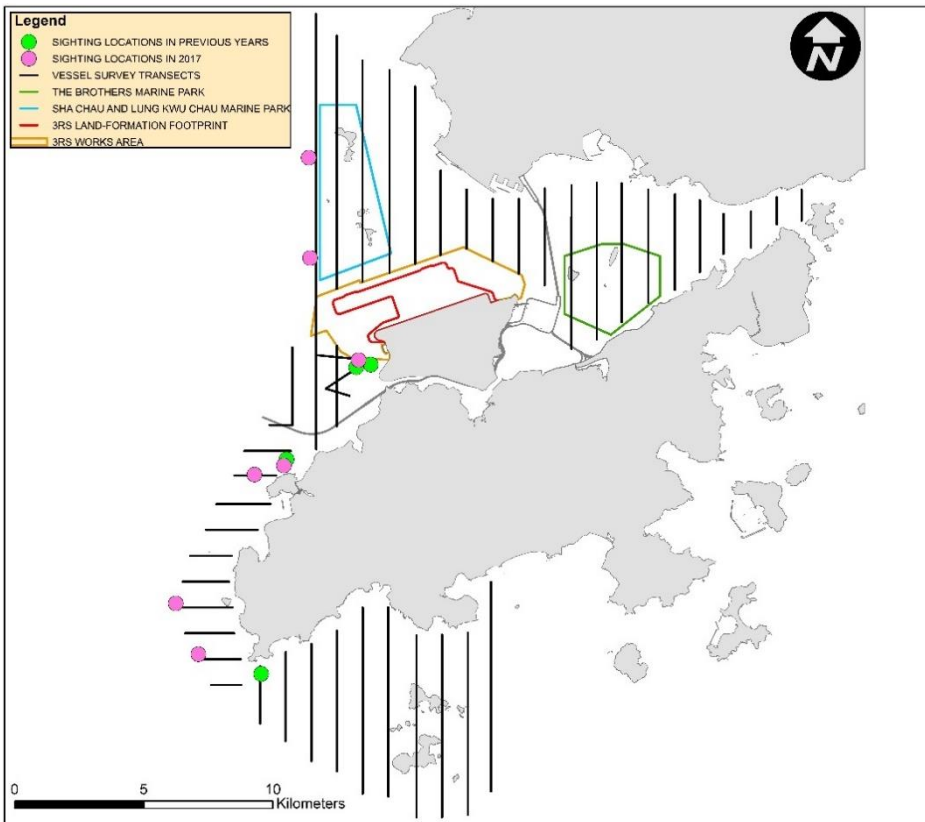 Legend
SIGHTING LOCATIONS IN PREVIOUS YEARS
SIGHTING LOCATIONS IN 2017
VESSEL SURVEY TRANSECTS
THE BROTHERS MARINE PARK
SHA CHAU AND LUNG KWU CHAU MARINE PARK
3RS LAND-FORMATION FOOTPRINT
3RS WORKS AREA
N
0 5 10
Kilometers